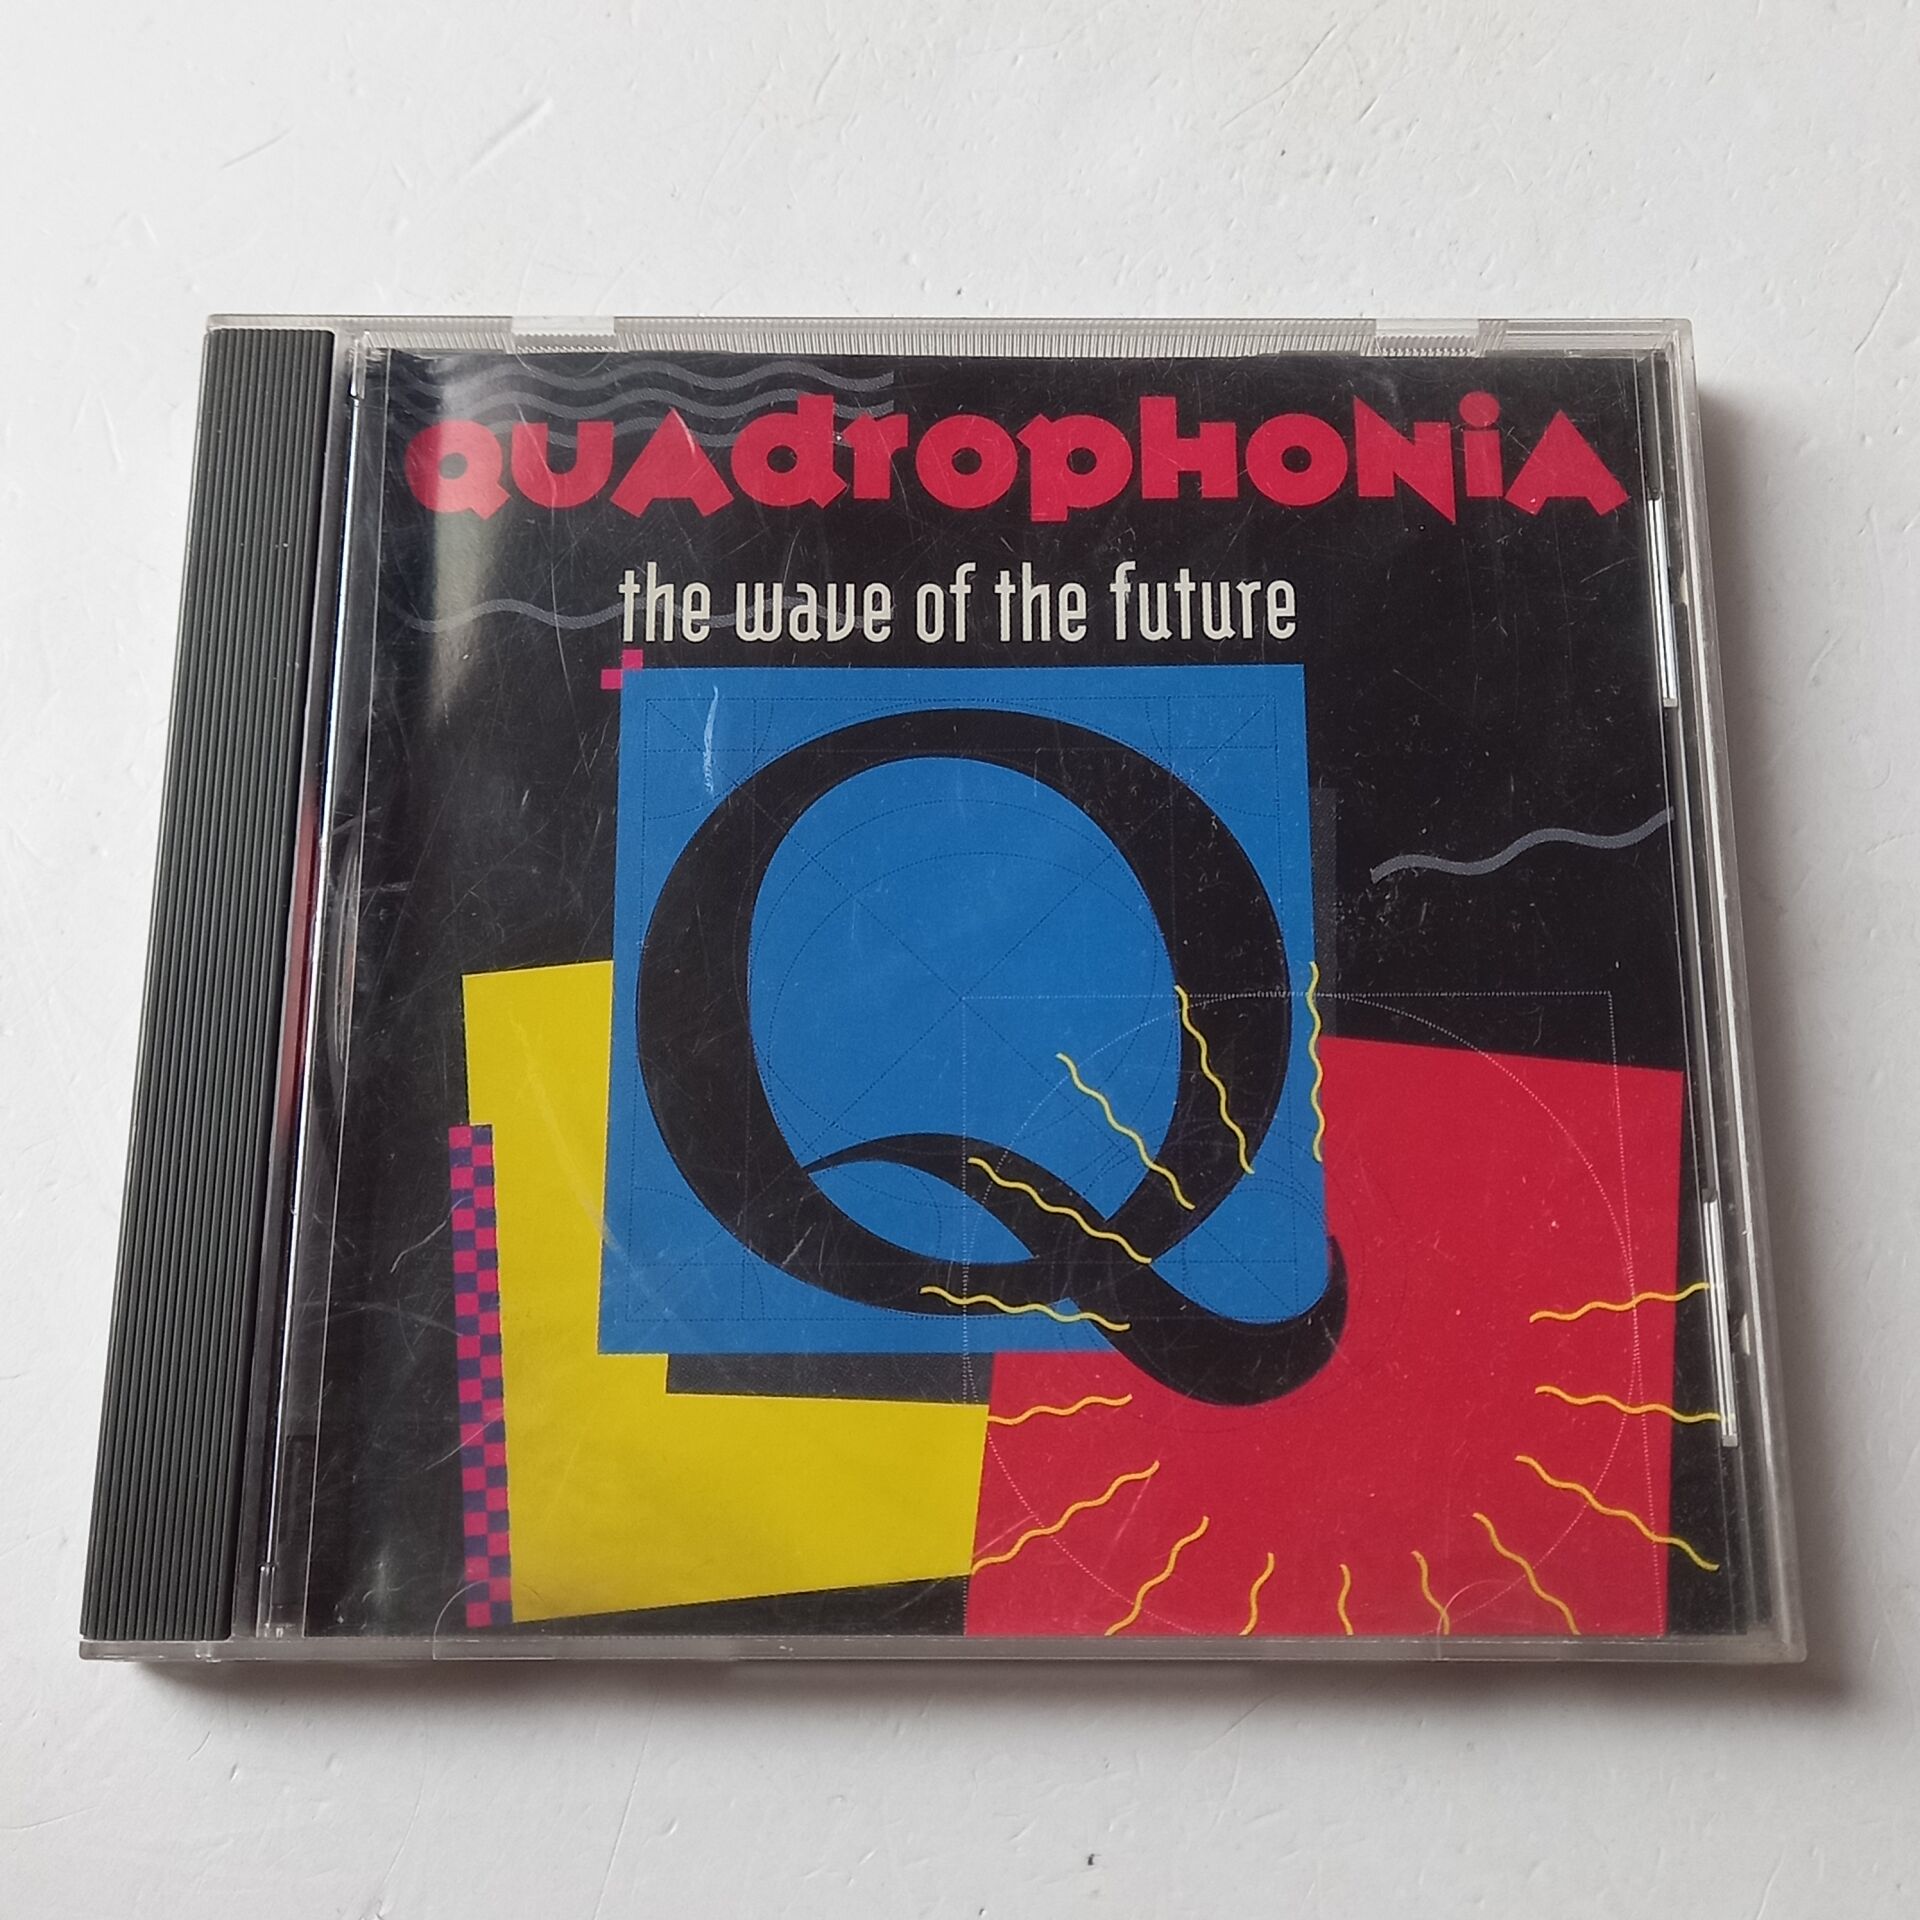 QUAdropHoNiA
the wave of the future
Q